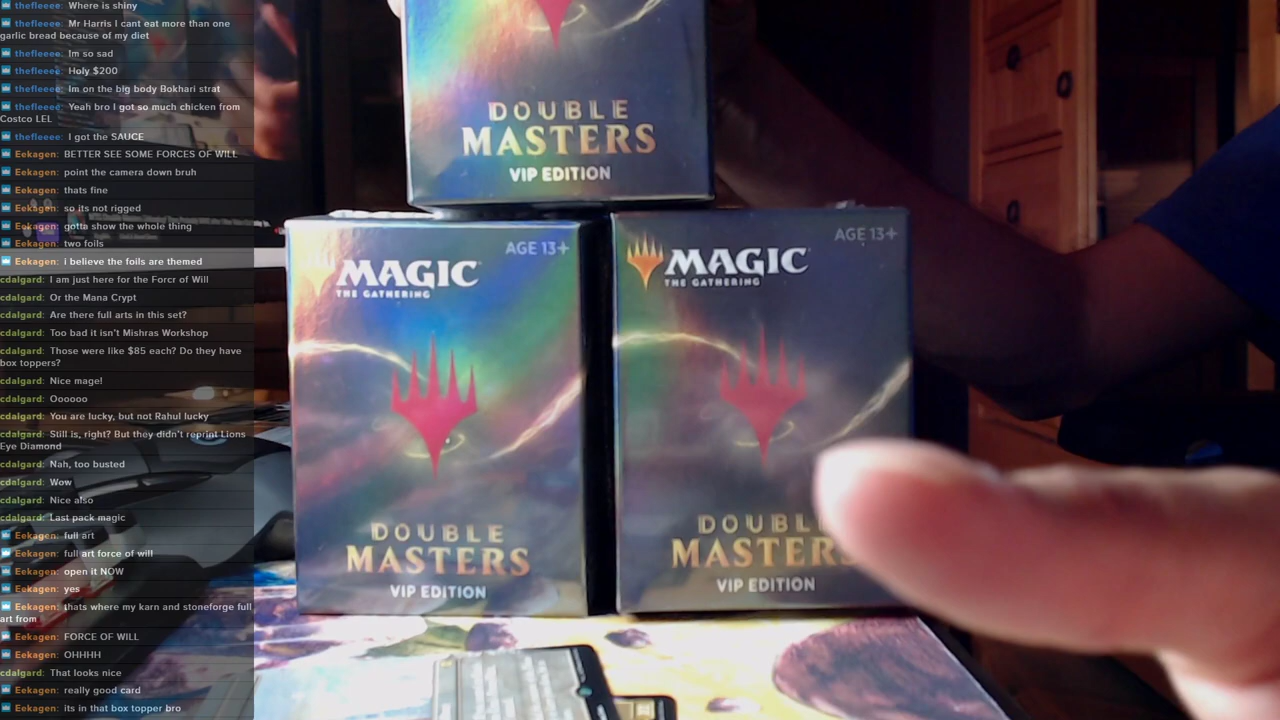 thefleeee: Where is shiny
thefleeee: Mr Harris I cant eat more than one
garlic bread because of my diet
thefleeee: Im so sad
thefleeee: Holy $200
thefleeee: Im on the big body Bokhari strat
thefleeee: Yeah bro I got so much chicken from
Costco LEL
thefleeee: I got the SAUCE
Eekagen: BETTER SEE SOME FORCES OF WILL
Eekagen: point the camera down bruh
Eekagen: thats fine
Eekagen: so its not rigged
Eekagen: gotta show the whole thing
Eekagen: two foils
Eekagen: i believe the foils are themed
cdalgard: I am just here for the Forcr of Will
cdalgard: Or the Mana Crypt
cdalgard: Are there full arts in this set?
cdalgard: Too bad it isn't Mishras Workshop
cdalgard: Those were like $85 each? Do they have
box toppers?
cdalgard: Nice mage!
cdalgard: Oooooo
cdalgard: You are lucky, but not Rahul lucky
cdalgard: Still is, right? But they didn't reprint Lions
Eye Diamond
cdalgard: Nah, too busted
cdalgard: Wow
cdalgard: Nice also
cdalgard: Last pack magic
Eekagen: full art
Eekagen: full art force of will
Eekagen: open it NOW
Eekagen: yes
Eekagen: thats where my karn and stoneforge full
art from
Eekagen: FORCE OF WILL
Eekagen: OHHHH
cdalgard: That looks nice
Eekagen: really good card
Eekagen: its in that box topper bro
DOUBLE
MASTERS
VIP EDITION
AGE 13+
MAGIC
THE GATHERING
DOUBLE
MASTERS
VIP EDITION
AGE 13+
MAGIC
THE GATHERING
DOUBLE
MASTERS
VIP EDITION